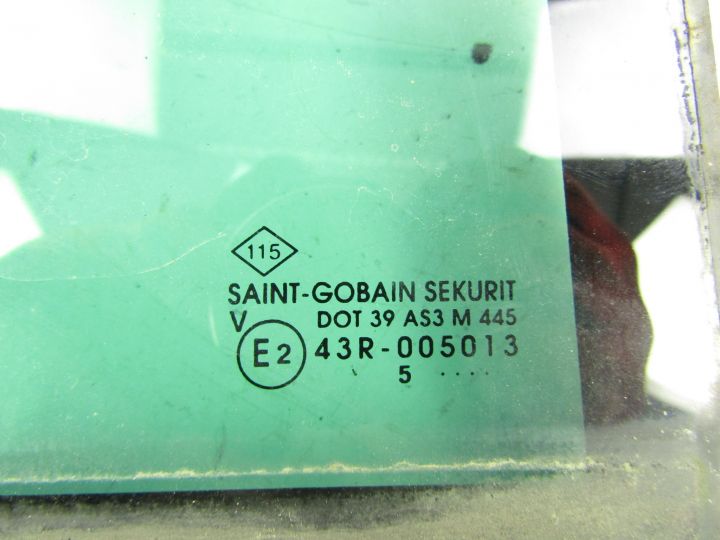 115
SAINT-GOBAIN SEKURIT
V DOT 39 AS3 M 445
E2 43R-005013
5 ....